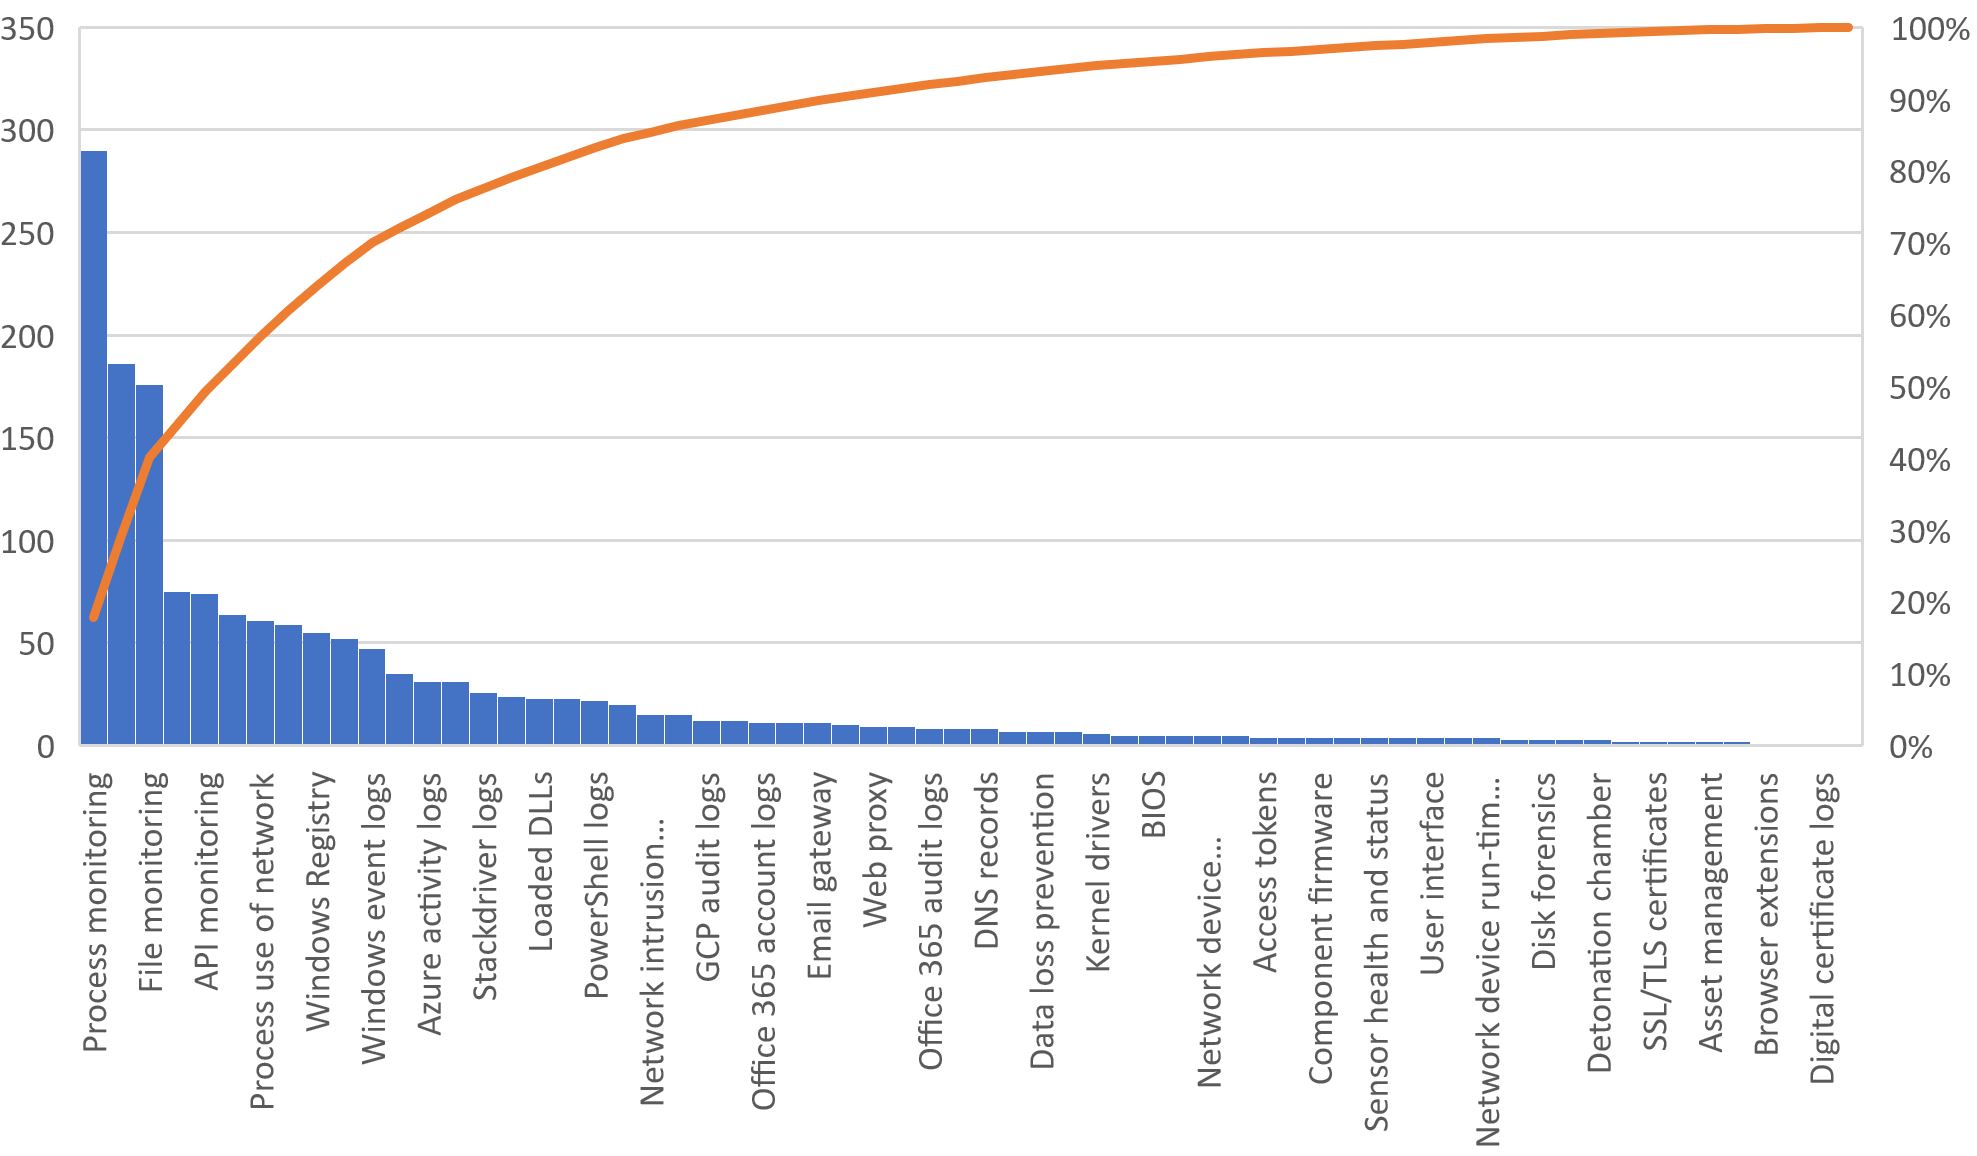 350
300
250
200
150
100
50
0
100%
90%
80%
70%
60%
50%
40%
30%
20%
10%
0%
Process monitoring
File monitoring
API monitoring
Process use of network
Windows Registry
Windows event logs
Azure activity logs
Stackdriver logs
Loaded DLLs
PowerShell logs
Network intrusion...
GCP audit logs
Office 365 account logs
Email gateway
Web proxy
Office 365 audit logs
DNS records
Data loss prevention
Kernel drivers
BIOS
Network device...
Access tokens
Component firmware
Sensor health and status
User interface
Network device run-tim...
Disk forensics
Detonation chamber
SSL/TLS certificates
Asset management
Browser extensions
Digital certificate logs